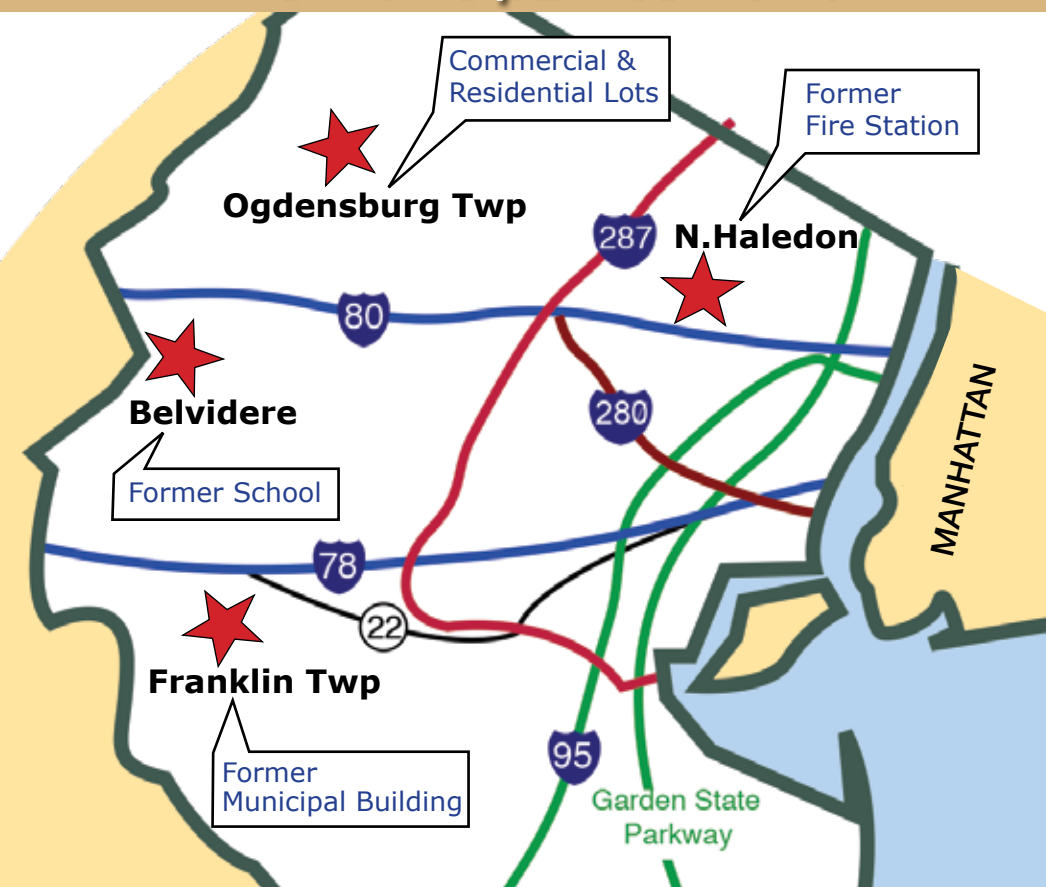 Commercial &
Residential Lots
Former
Fire Station
Ogdensburg Twp
287
N.Haledon
80
Belvidere
280
MANHATTAN
Former School
78
22
Franklin Twp
95
Former
Municipal Building
Garden State
Parkway